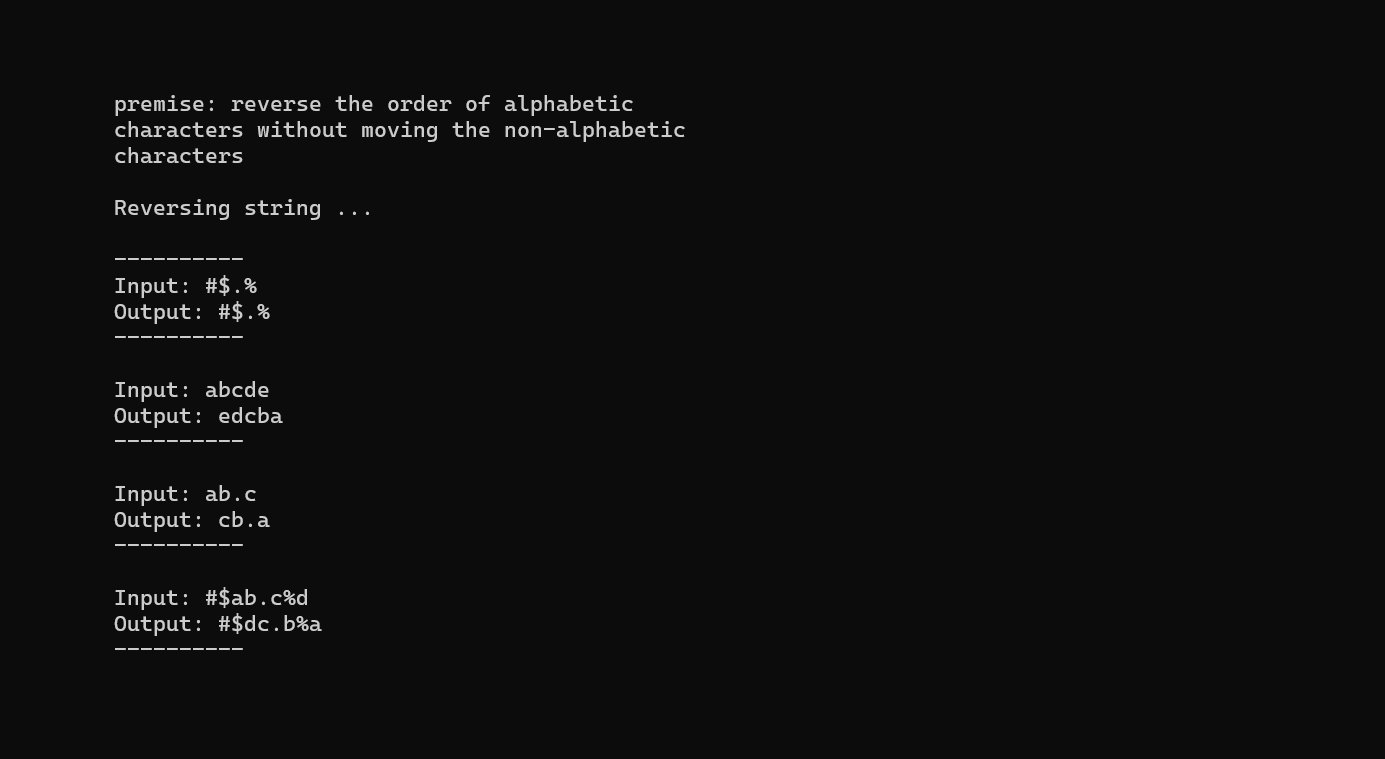 premise: reverse the order of alphabetic
characters without moving the non-alphabetic
characters
Reversing string ...
----------
Input: #$.%
Output: #$.%
----------
Input: abcde
Output: edcba
----------
Input: ab.c
Output: cb.a
----------
Input: #$ab.c%d
Output: #$dc.b%a
----------